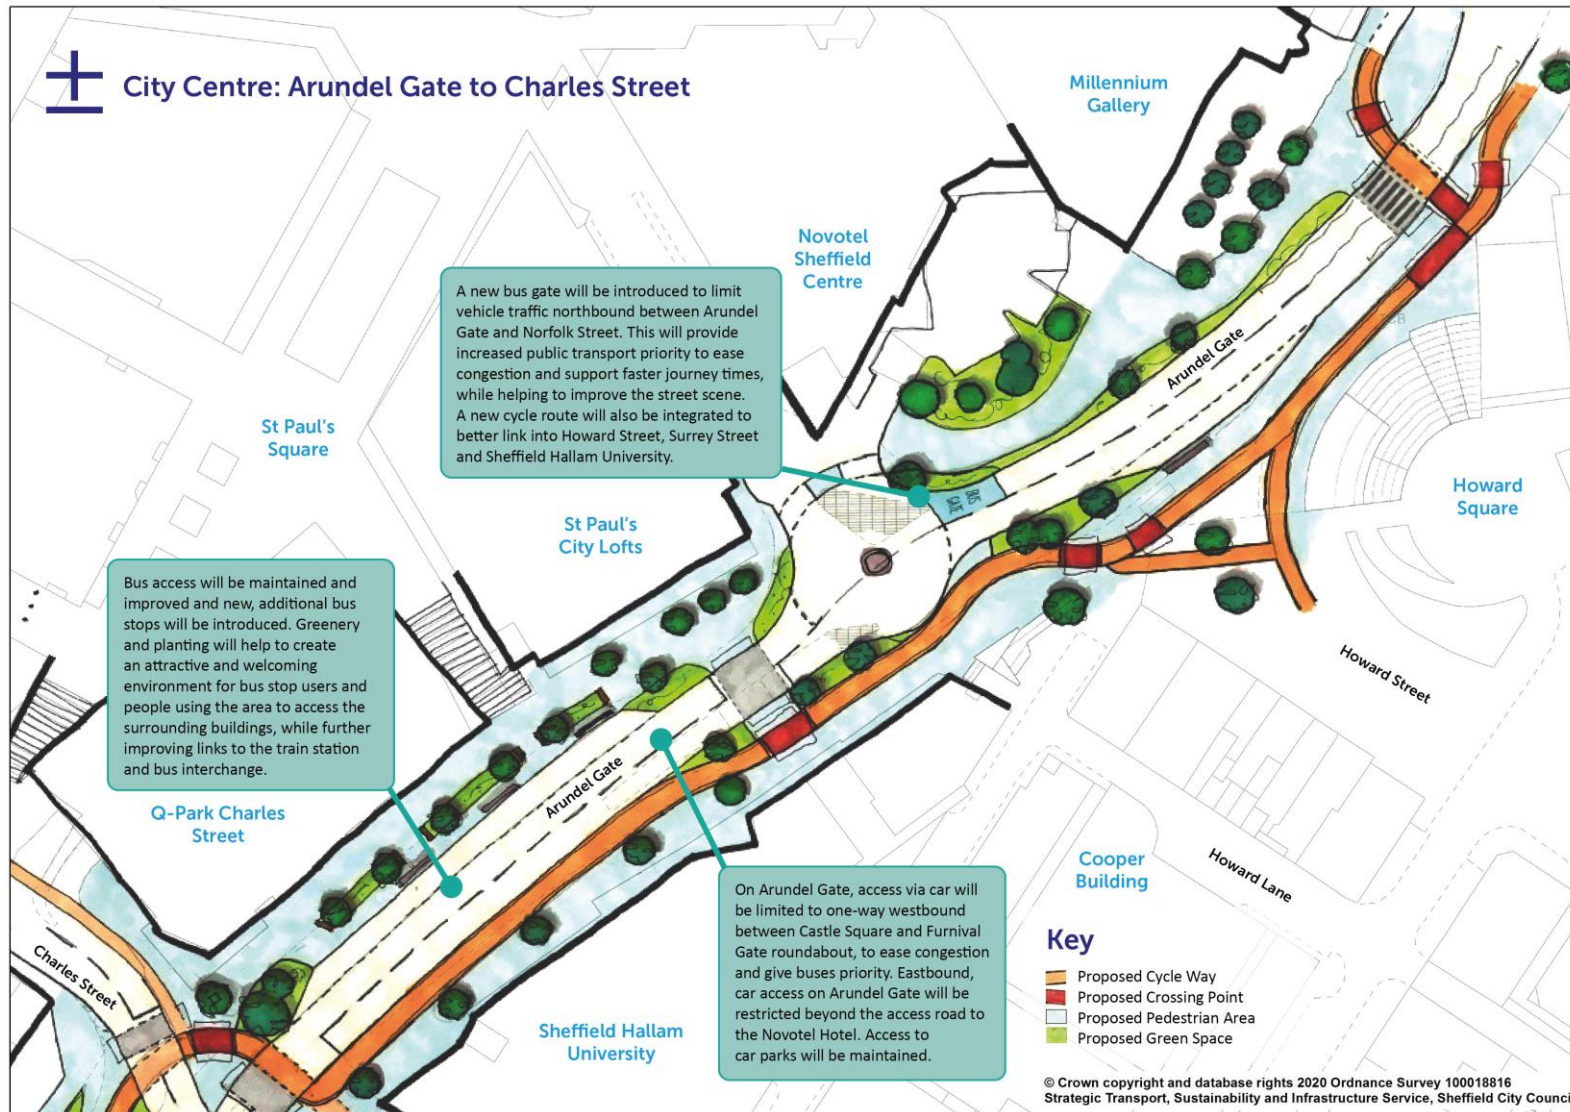 City Centre: Arundel Gate to Charles Street
Millennium
Gallery
Novotel
Sheffield
Centre
A new bus gate will be introduced to limit
vehicle traffic northbound between Arundel
Gate and Norfolk Street. This will provide
increased public transport priority to ease
congestion and support faster journey times,
while helping to improve the street scene.
A new cycle route will also be integrated to
better link into Howard Street, Surrey Street
and Sheffield Hallam University.
Arundel Gate
St Paul's
Square
BUS
GATE
Howard
Square
St Paul's
City Lofts
Bus access will be maintained and
improved and new, additional bus
stops will be introduced. Greenery
and planting will help to create
an attractive and welcoming
environment for bus stop users and
people using the area to access the
surrounding buildings, while further
improving links to the train station
and bus interchange.
Howard Street
Arundel Gate
Q-Park Charles
Street
Cooper
Building
Howard Lane
On Arundel Gate, access via car will
be limited to one-way westbound
between Castle Square and Furnival
Gate roundabout, to ease congestion
and give buses priority. Eastbound,
car access on Arundel Gate will be
restricted beyond the access road to
the Novotel Hotel. Access to
car parks will be maintained.
Charles Street
Sheffield Hallam
University
Key
Proposed Cycle Way
Proposed Crossing Point
Proposed Pedestrian Area
Proposed Green Space
© Crown copyright and database rights 2020 Ordnance Survey 100018816
Strategic Transport, Sustainability and Infrastructure Service, Sheffield City Counci